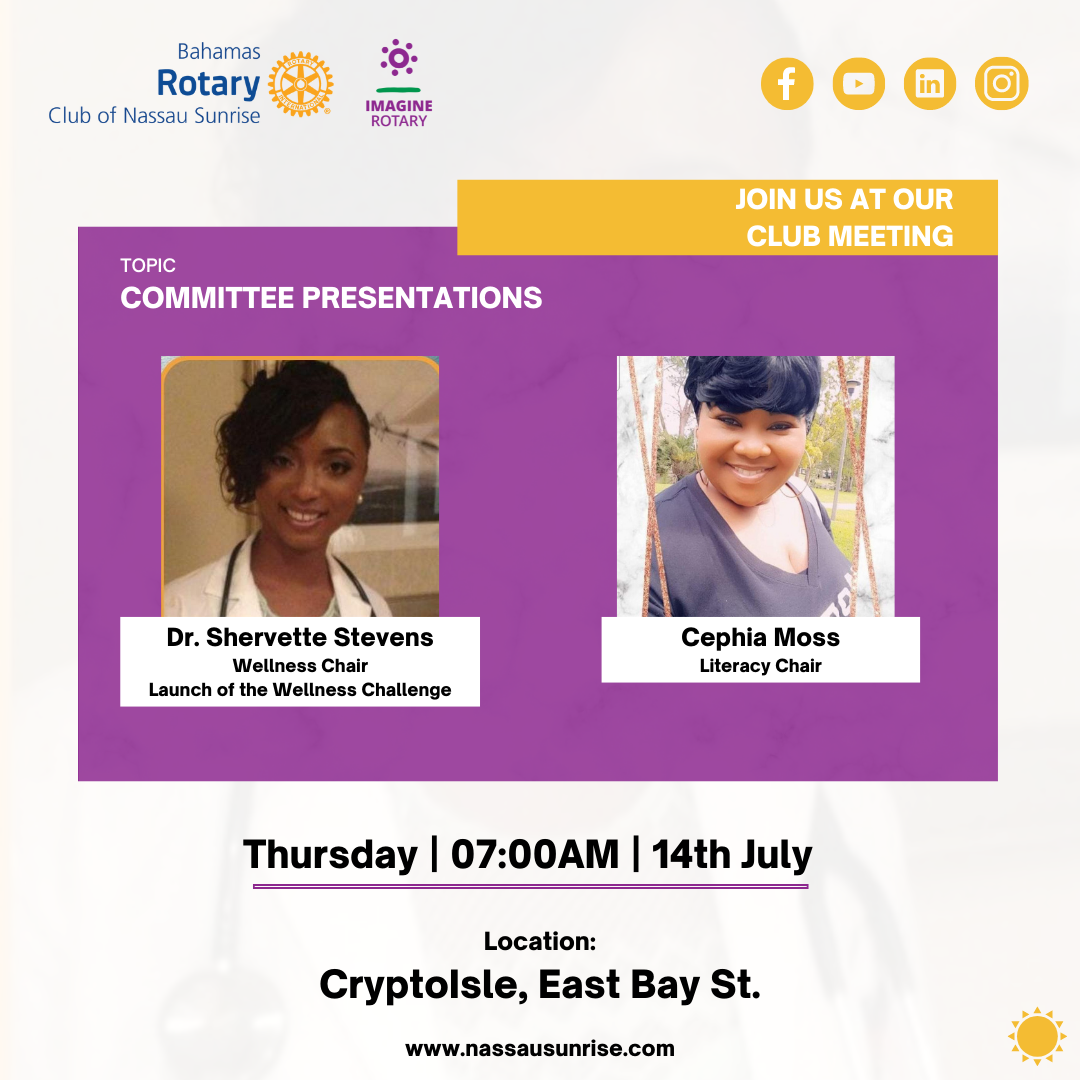 Bahamas
Rotary
Club of Nassau Sunrise
IMAGINE
ROTARY
JOIN US AT OUR
CLUB MEETING
TOPIC
COMMITTEE PRESENTATIONS
Dr. Shervette Stevens
Wellness Chair
Launch of the Wellness Challenge
Cephia Moss
Literacy Chair
Thursday | 07:00AM | 14th July
Location:
CryptoIsle, East Bay St.
www.nassausunrise.com